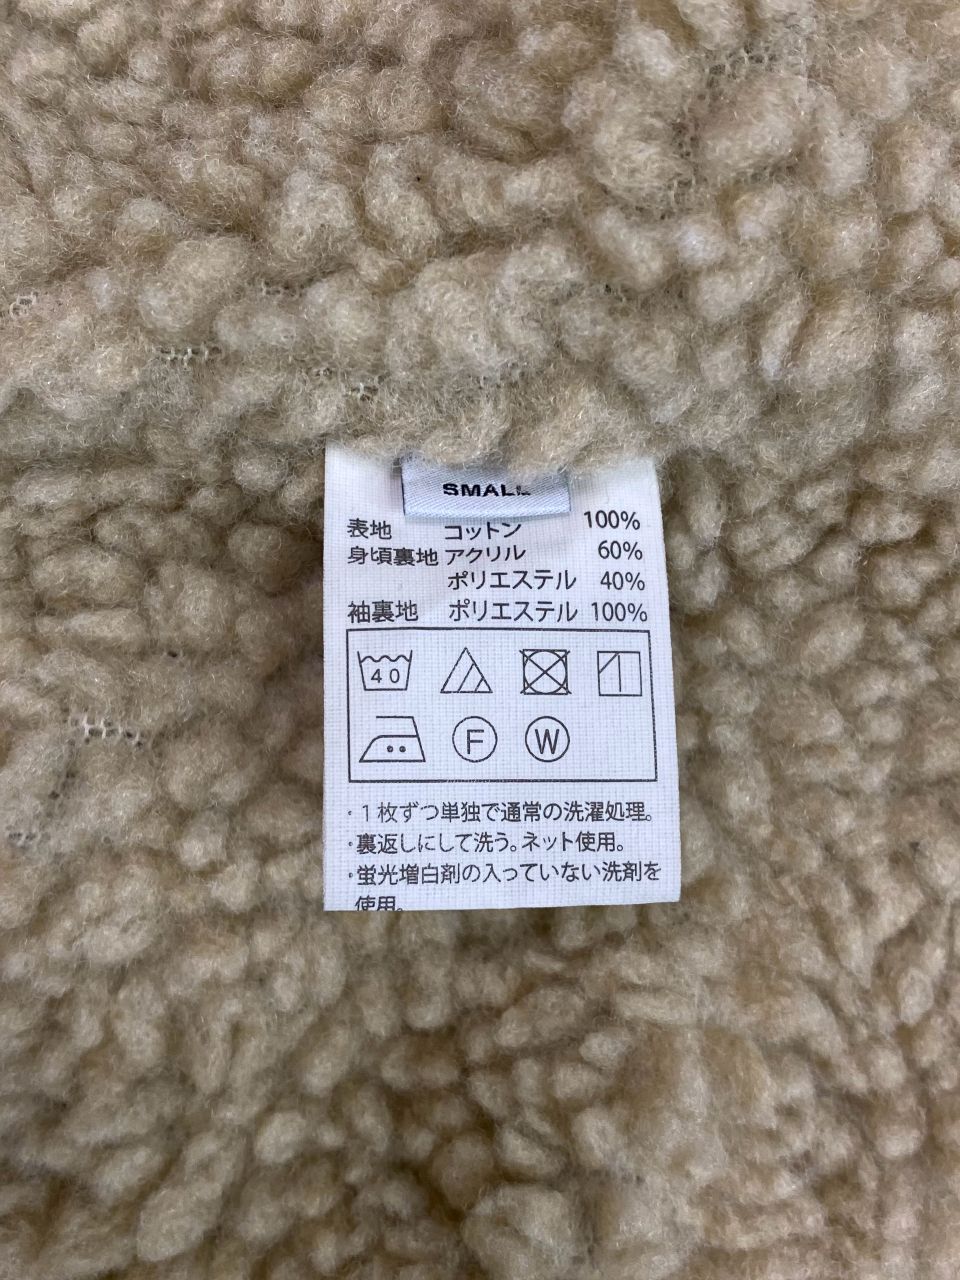 SMALL
表地 コットン 100%
身頃裏地 アクリル 60%
ポリエステル 40%
袖裏地 ポリエステル 100%
40
F W
・1枚ずつ単独で通常の洗濯処理。
・裏返しにして洗う。ネット使用。
・蛍光増白剤の入っていない洗剤を
使用。